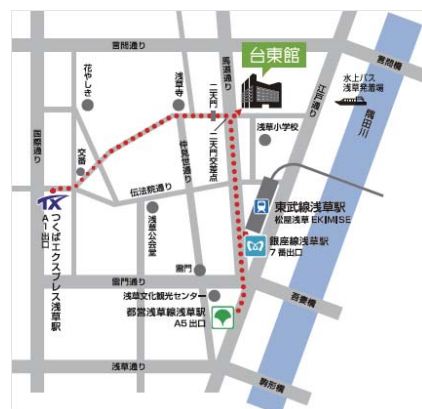 言問通り
馬道通り
台東館
花やしき
浅草寺
二天門
江戸通り
水上バス
浅草発着場
言問橋
隅田川
国際通り
交番
仲見世通り
二天門交差点
浅草小学校
伝法院通り
TX
つくばエクスプレス浅草駅
A1出口
浅草公会堂
東武線浅草駅
松屋浅草 EKIMISE
銀座線浅草駅
7番出口
雷門
雷門通り
浅草文化観光センター
吾妻橋
都営浅草線浅草駅
A5出口
浅草通り
駒形橋